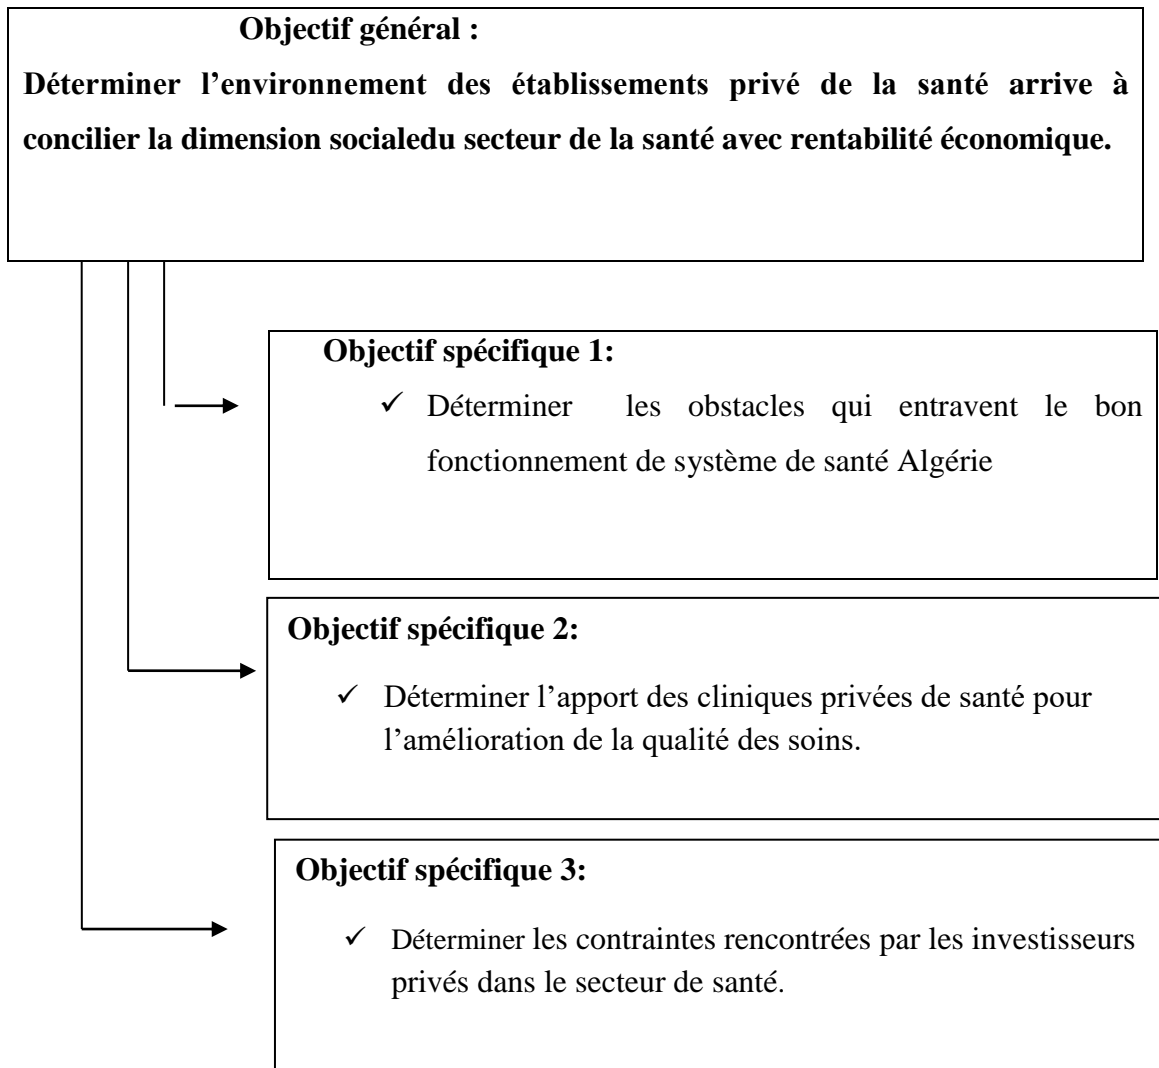 Objectif général :
Déterminer l’environnement des établissements privé de la santé arrive à
concilier la dimension socialedu secteur de la santé avec rentabilité économique.
Objectif spécifique 1:
✓ Déterminer les obstacles qui entravent le bon
fonctionnement de système de santé Algérie
Objectif spécifique 2:
✓ Déterminer l’apport des cliniques privées de santé pour
l’amélioration de la qualité des soins.
Objectif spécifique 3:
✓ Déterminer les contraintes rencontrées par les investisseurs
privés dans le secteur de santé.